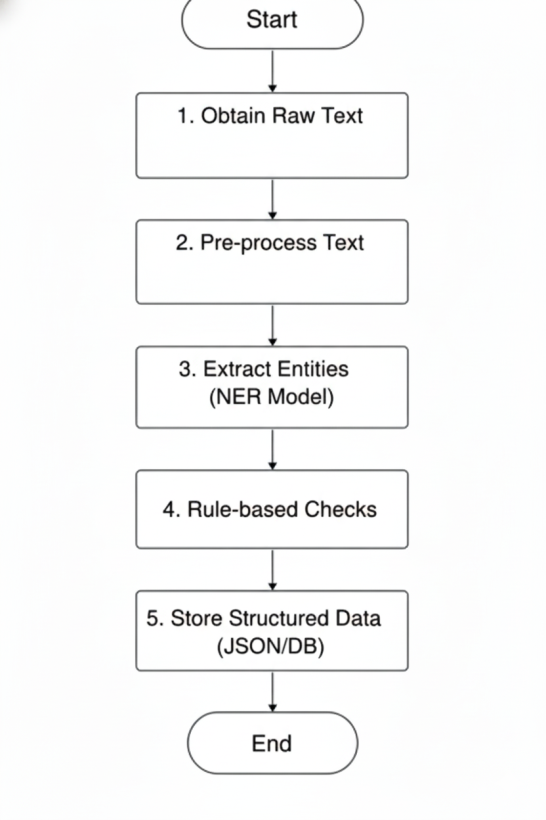 Start
1. Obtain Raw Text
2. Pre-process Text
3. Extract Entities
(NER Model)
4. Rule-based Checks
5. Store Structured Data
(JSON/DB)
End